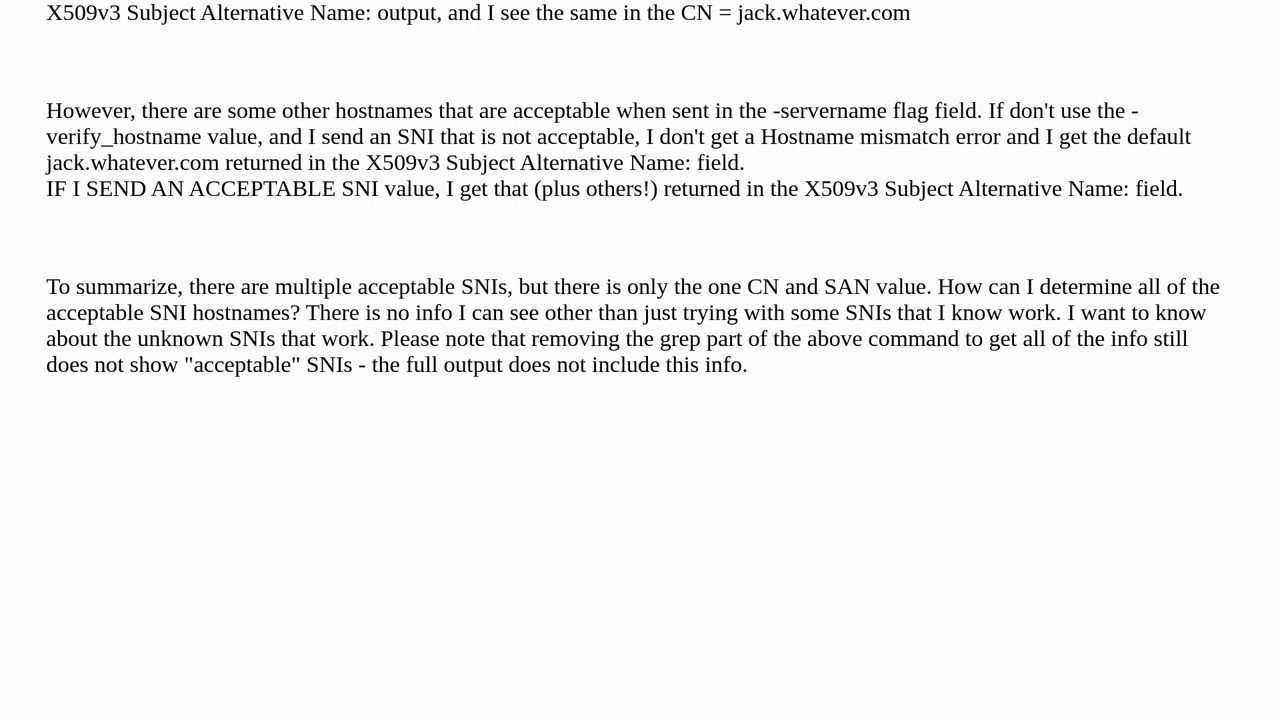 X509v3 Subject Alternative Name: output, and I see the same in the CN = jack.whatever.com
However, there are some other hostnames that are acceptable when sent in the -servername flag field. If don't use the -
verify_hostname value, and I send an SNI that is not acceptable, I don't get a Hostname mismatch error and I get the default
jack.whatever.com returned in the X509v3 Subject Alternative Name: field.
IF I SEND AN ACCEPTABLE SNI value, I get that (plus others!) returned in the X509v3 Subject Alternative Name: field.
To summarize, there are multiple acceptable SNIs, but there is only the one CN and SAN value. How can I determine all of the
acceptable SNI hostnames? There is no info I can see other than just trying with some SNIs that I know work. I want to know
about the unknown SNIs that work. Please note that removing the grep part of the above command to get all of the info still
does not show "acceptable" SNIs - the full output does not include this info.